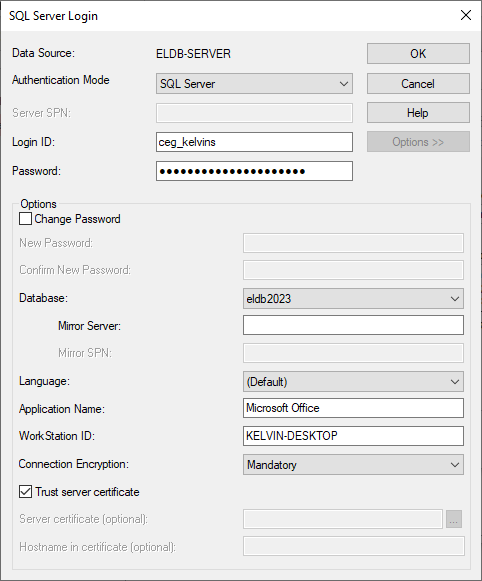 SQL Server Login
Data Source: ELDB-SERVER OK
Authentication Mode SQL Server Cancel
Server SPN: Help
Login ID: ceg_kelvins Options >>
Password: ●●●●●●●●●●●●●●●●●●●●●
Options
Change Password
New Password:
Confirm New Password:
Database: eldb2023
Mirror Server:
Mirror SPN:
Language: (Default)
Application Name: Microsoft Office
WorkStation ID: KELVIN-DESKTOP
Connection Encryption: Mandatory
Trust server certificate
Server certificate (optional): ...
Hostname in certificate (optional):